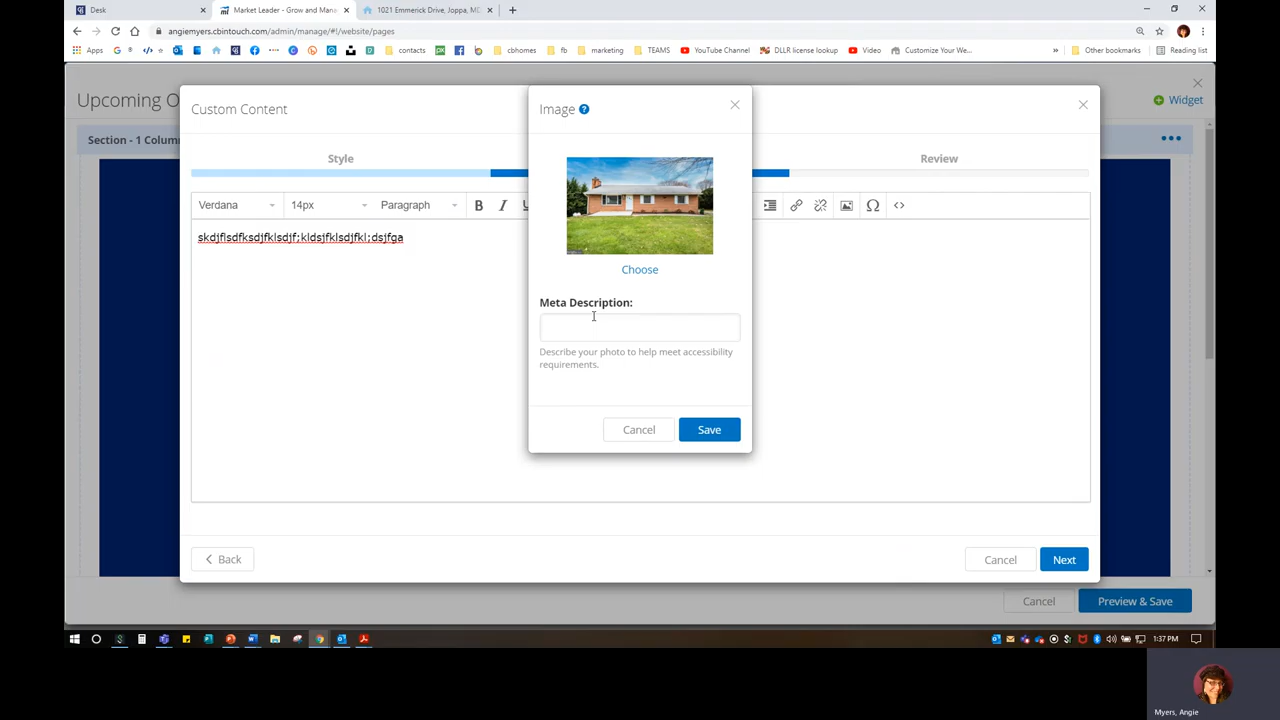 Desk
Market Leader - Grow and Mana
1021 Emmerick Drive, Joppa, MD
angiemyers.cbintouch.com/admin/manage/#!/website/pages
Apps
contacts
cbhomes
fb
marketing
TEAMS
YouTube Channel
DLLR license lookup
Video
Customize Your We...
Other bookmarks
Reading list
Upcoming O
Widget
Section - 1 Colum
Custom Content
Image
Style
Review
Verdana
14px
Paragraph
B
I
U
skdjflsdfksdjfklsdjf;kldsjfklsdjfkl;dsjfga
Choose
Meta Description:
Describe your photo to help meet accessibility
requirements.
Cancel
Save
Back
Cancel
Next
Cancel
Preview & Save
1:37 PM
Myers, Angie